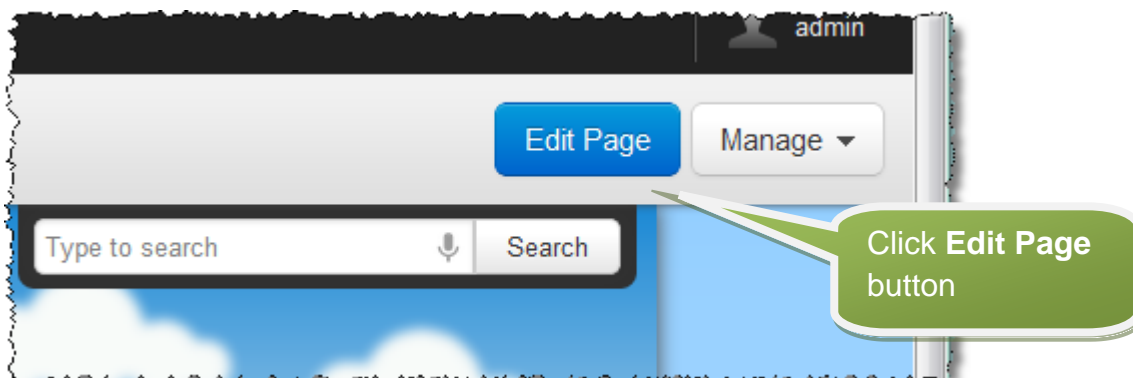 admin
Edit Page
Manage
Type to search
Search
Click Edit Page
button